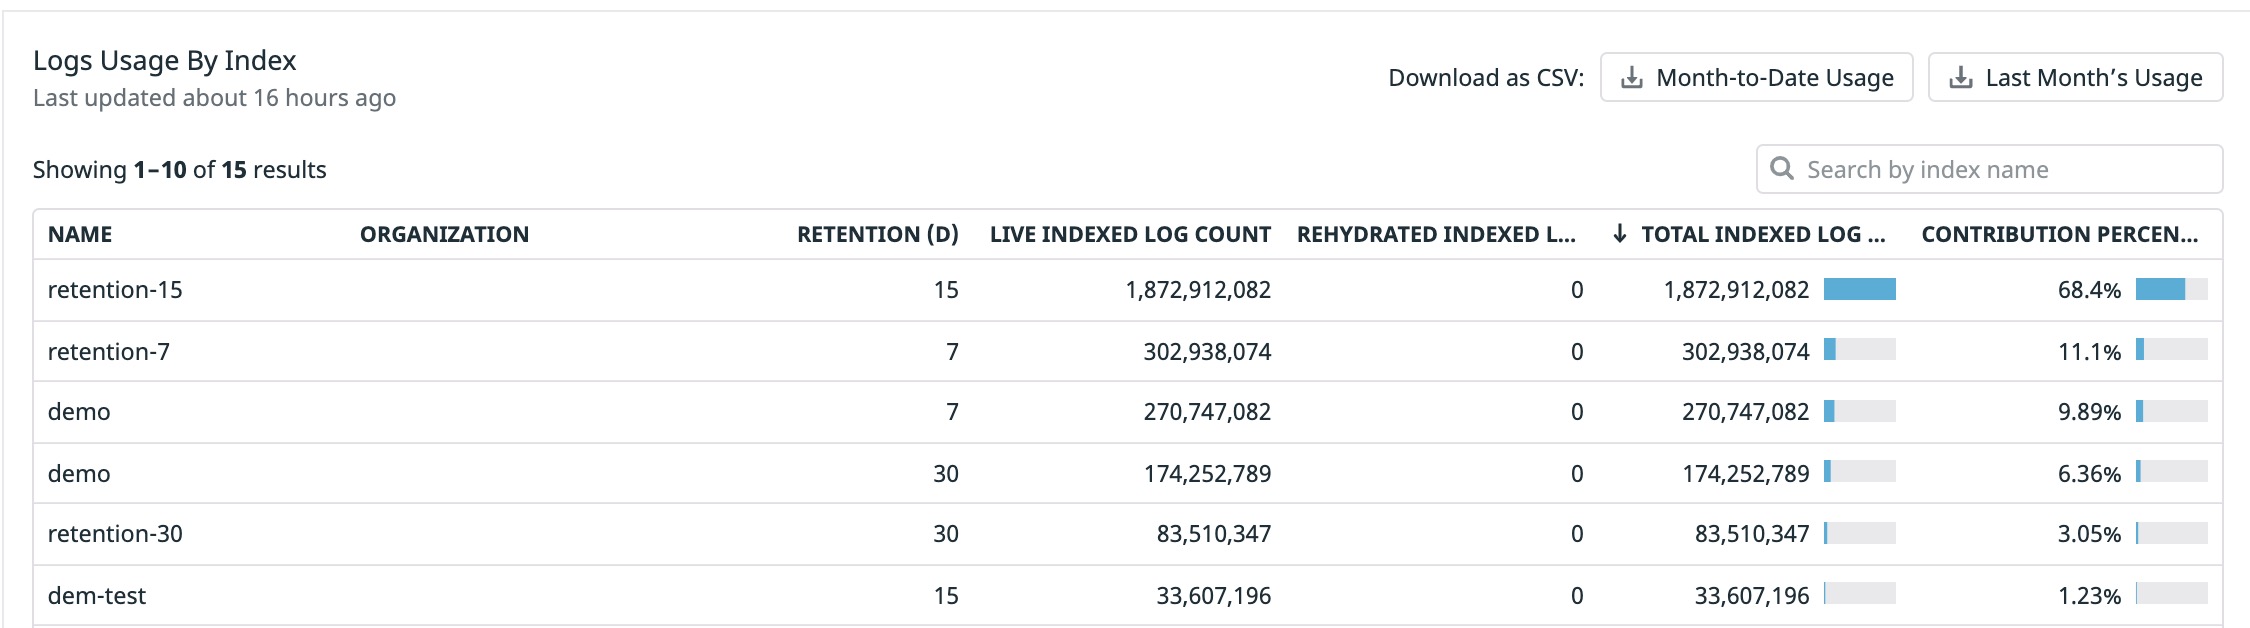 Logs Usage By Index
Last updated about 16 hours ago
Download as CSV: Month-to-Date Usage Last Month’s Usage
Showing 1–10 of 15 results
Search by index name
NAME ORGANIZATION RETENTION (D) LIVE INDEXED LOG COUNT REHYDRATED INDEXED L... ↓ TOTAL INDEXED LOG ... CONTRIBUTION PERCEN...
retention-15 15 1,872,912,082 0 1,872,912,082 68.4%
retention-7 7 302,938,074 0 302,938,074 11.1%
demo 7 270,747,082 0 270,747,082 9.89%
demo 30 174,252,789 0 174,252,789 6.36%
retention-30 30 83,510,347 0 83,510,347 3.05%
dem-test 15 33,607,196 0 33,607,196 1.23%